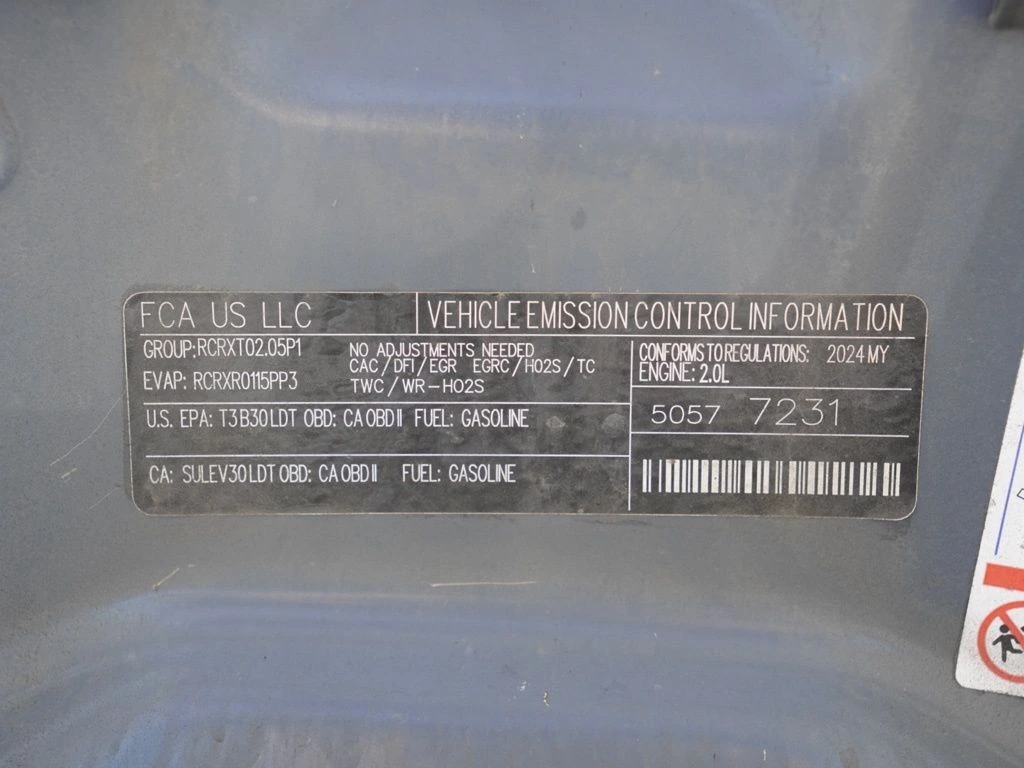 FCA US LLC
VEHICLE EMISSION CONTROL INFORMATION
GROUP:RCRXT02.05P1
EVAP: RCRXR0115PP3
NO ADJUSTMENTS NEEDED
CAC/DFI/EGR EGRC/HO2S/TC
TWC/WR-HO2S
CONFORMS TO REGULATIONS: 2024 MY
ENGINE: 2.0L
U.S. EPA: T3B30LDT OBD: CA OBD II FUEL: GASOLINE
5057 7231
CA: SULEV30 LDT OBD: CA OBD II FUEL: GASOLINE